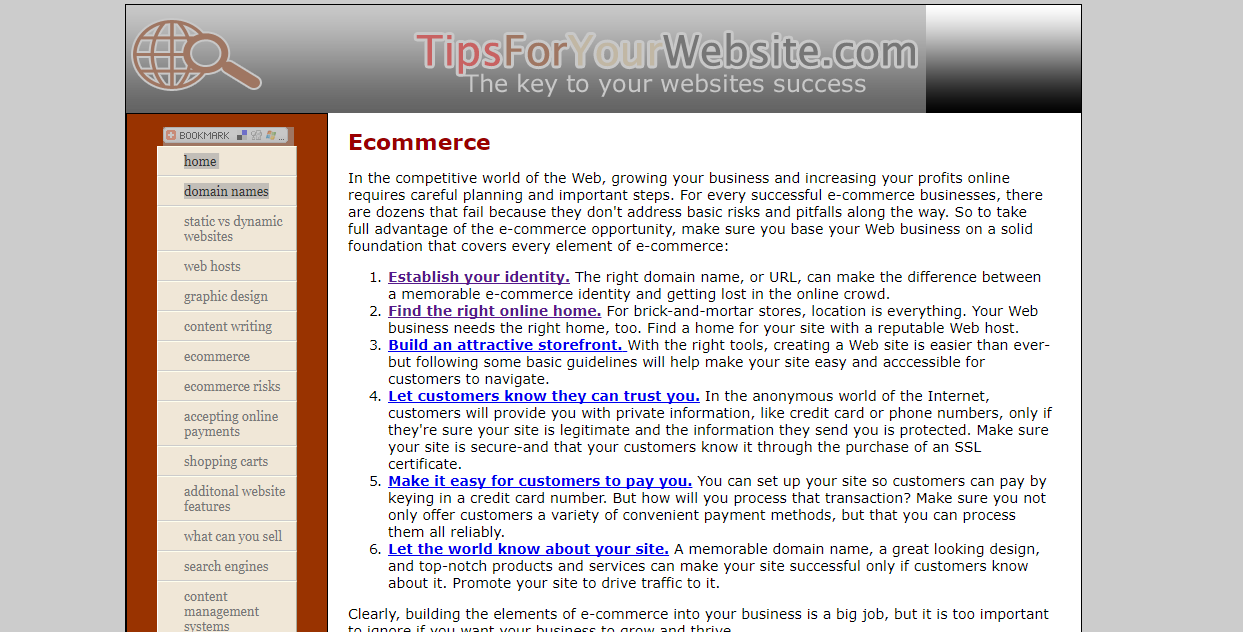 TipsForYourWebsite.com
The key to your websites success
BOOKMARK
home
domain names
static vs dynamic
websites
web hosts
graphic design
content writing
ecommerce
ecommerce risks
accepting online
payments
shopping carts
additonal website
features
what can you sell
search engines
content
management
systems
Ecommerce
In the competitive world of the Web, growing your business and increasing your profits online
requires careful planning and important steps. For every successful e-commerce businesses, there
are dozens that fail because they don't address basic risks and pitfalls along the way. So to take
full advantage of the e-commerce opportunity, make sure you base your Web business on a solid
foundation that covers every element of e-commerce:
1. Establish your identity. The right domain name, or URL, can make the difference between
a memorable e-commerce identity and getting lost in the online crowd.
2. Find the right online home. For brick-and-mortar stores, location is everything. Your Web
business needs the right home, too. Find a home for your site with a reputable Web host.
3. Build an attractive storefront. With the right tools, creating a Web site is easier than ever-
but following some basic guidelines will help make your site easy and acccessible for
customers to navigate.
4. Let customers know they can trust you. In the anonymous world of the Internet,
customers will provide you with private information, like credit card or phone numbers, only if
they're sure your site is legitimate and the information they send you is protected. Make sure
your site is secure-and that your customers know it through the purchase of an SSL
certificate.
5. Make it easy for customers to pay you. You can set up your site so customers can pay by
keying in a credit card number. But how will you process that transaction? Make sure you not
only offer customers a variety of convenient payment methods, but that you can process
them all reliably.
6. Let the world know about your site. A memorable domain name, a great looking design,
and top-notch products and services can make your site successful only if customers know
about it. Promote your site to drive traffic to it.
Clearly, building the elements of e-commerce into your business is a big job, but it is too important
to ignore if you want your business to grow and thrive.